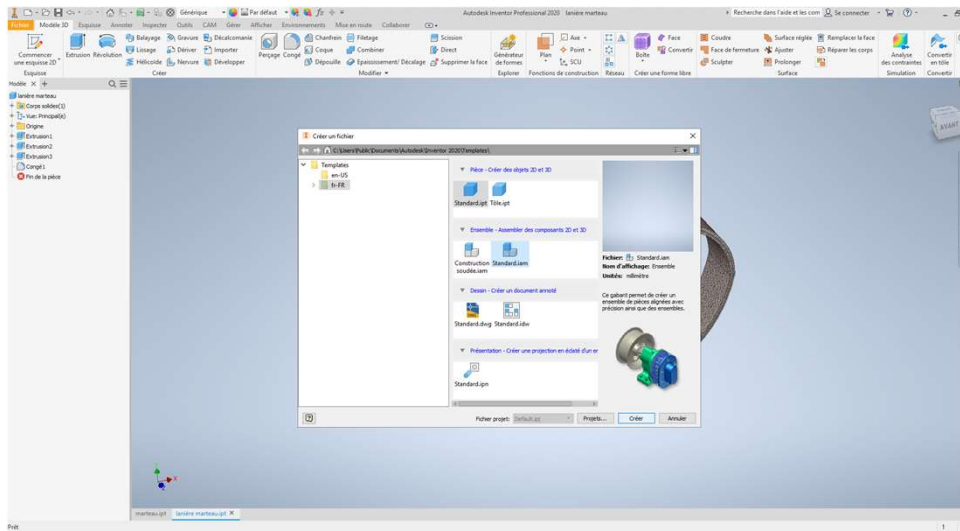 Générique
Par défaut
Autodesk Inventor Professional 2020 lanière marteau
Recherche dans l'aide et les com
Se connecter
Fichier Modèle 3D Esquisse Annoter Inspecter Outils CAM Gérer Afficher Environnements Mise en route Collaborer
Commencer une esquisse 2D
Extrusion Révolution
Balayage Gravure Décalcomanie
Lissage Dériver Importer
Hélicoïde Nervure Développer
Perçage Congé
Chanfrein Filetage
Coque Combiner
Dépouille Epaississement/ Décalage
Scission
Direct
Supprimer la face
Générateur de formes
Plan
Axe
Point
SCU
Boîte
Face
Convertir
Coudre
Face de fermeture
Sculpter
Surface réglée
Ajuster
Prolonger
Remplacer la face
Réparer les corps
Analyse des contraintes
Convertir en tôle
Esquisse
Créer
Modifier
Explorer
Fonctions de construction
Réseau
Créer une forme libre
Surface
Simulation
Convertir
Modèle
lanière marteau
Corps solides(1)
Vue: Principal(e)
Origine
Extrusion1
Extrusion2
Extrusion3
Congé1
Fin de la pièce
AVANT
Créer un fichier
C:\Users\Public\Documents\Autodesk\Inventor 2020\Templates\
Templates
en-US
fr-FR
Pièce - Créer des objets 2D et 3D
Standard.ipt Tôle.ipt
Ensemble - Assembler des composants 2D et 3D
Construction soudée.iam
Standard.iam
Dessin - Créer un document annoté
Standard.dwg Standard.idw
Présentation - Créer une projection en éclaté d'un er
Standard.ipn
Fichier: Standard.iam
Nom d'affichage: Ensemble
Unités: millimètre
Ce gabarit permet de créer un
ensemble de pièces alignées avec
précision ainsi que des ensembles.
Fichier projet: Default.ipj
Projets... Créer Annuler
X
marteau.ipt lanière marteau.ipt
Prêt
1